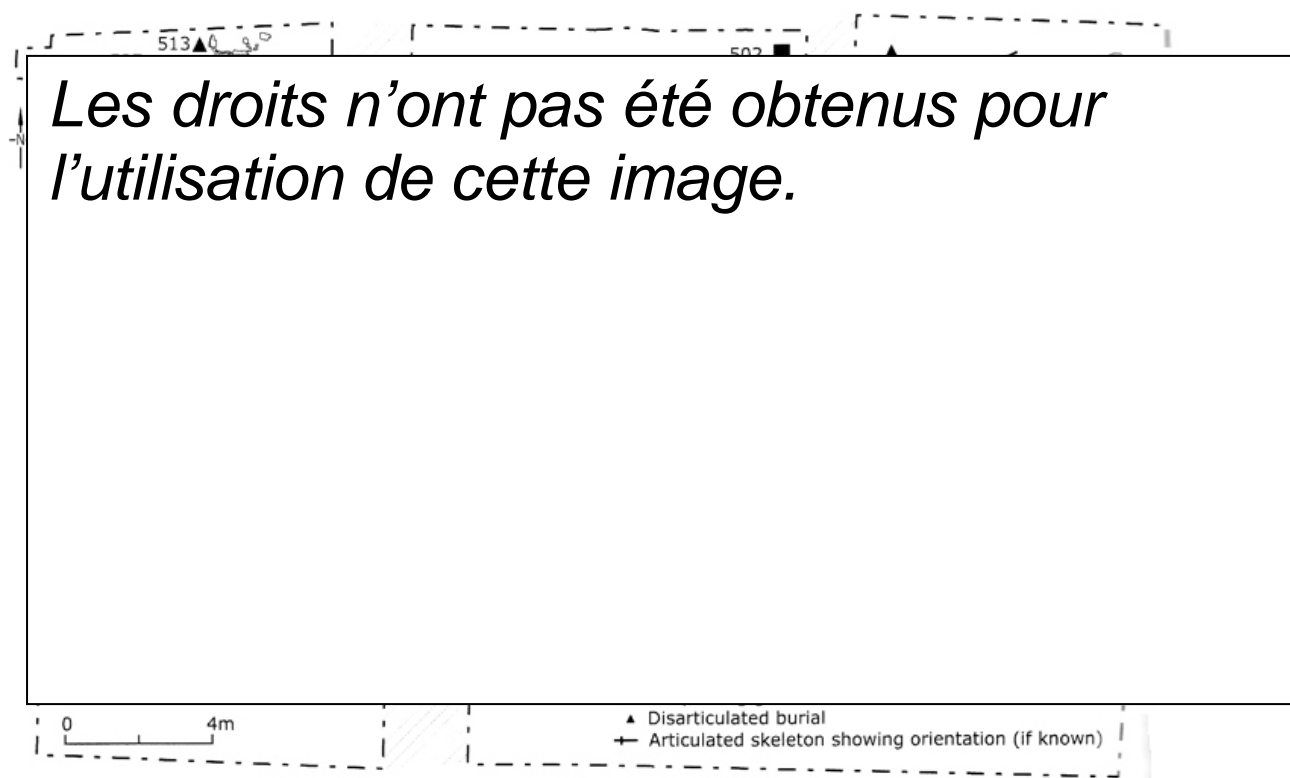 513
502
Les droits n’ont pas été obtenus pour
l’utilisation de cette image.
N
0 4m
Disarticulated burial
Articulated skeleton showing orientation (if known)